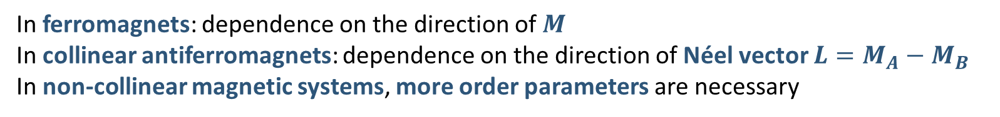 In ferromagnets: dependence on the direction of M
In collinear antiferromagnets: dependence on the direction of Néel vector L = M_A − M_B
In non-collinear magnetic systems, more order parameters are necessary